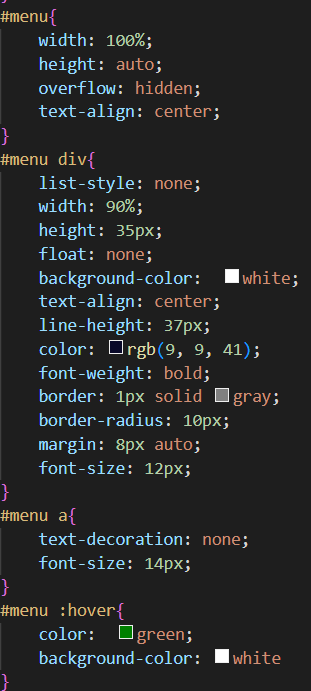 #menu{
width: 100%;
height: auto;
overflow: hidden;
text-align: center;
}
#menu div{
list-style: none;
width: 90%;
height: 35px;
float: none;
background-color: white;
text-align: center;
line-height: 37px;
color: rgb(9, 9, 41);
font-weight: bold;
border: 1px solid gray;
border-radius: 10px;
margin: 8px auto;
font-size: 12px;
}
#menu a{
text-decoration: none;
font-size: 14px;
}
#menu :hover{
color: green;
background-color: white
}